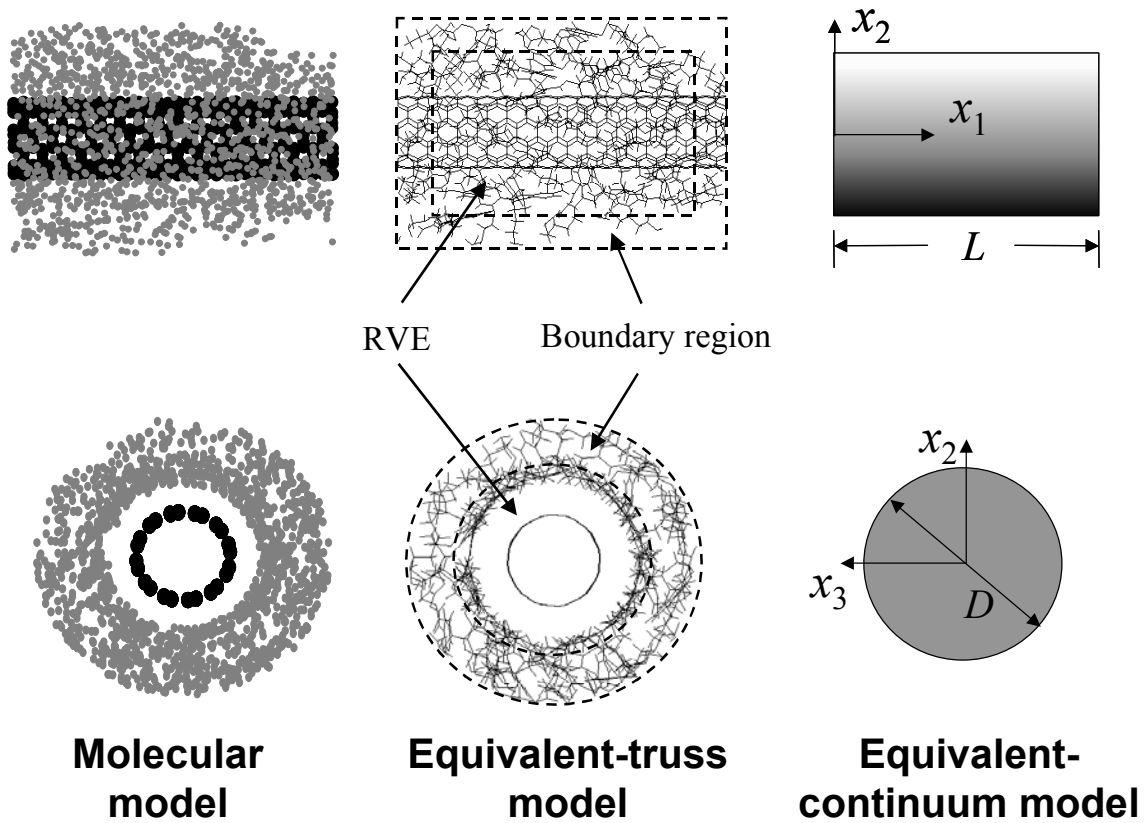 x2
x1
L
RVE
Boundary region
x2
x3
D
Molecular
model
Equivalent-truss
model
Equivalent-
continuum model